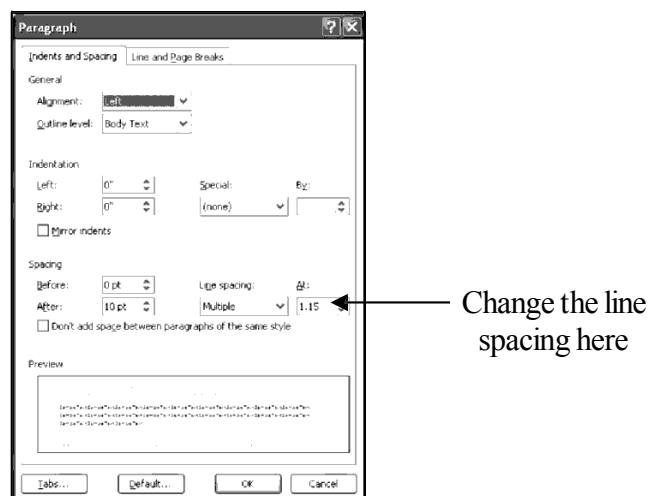 Paragraph
Indents and Spacing Line and Page Breaks
General
Alignment: Left
Outline level: Body Text
Indentation
Left: 0" Special: By:
Right: 0" (none)
Mirror indents
Spacing
Before: 0 pt Line spacing: At:
After: 10 pt Multiple 1.15
Don't add space between paragraphs of the same style
Change the line
spacing here
Preview
Tabs... Default... OK Cancel